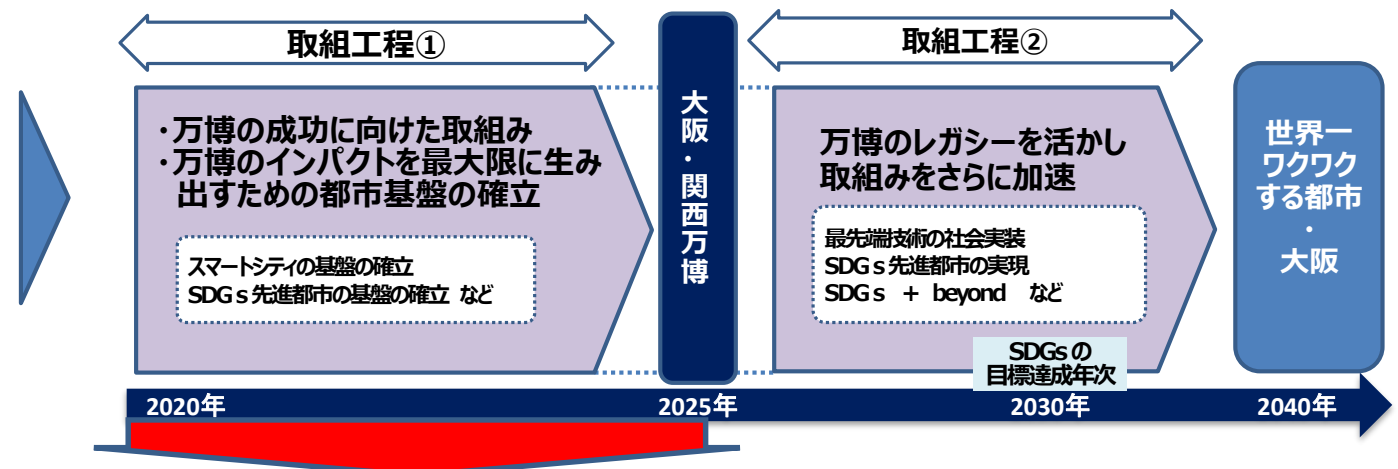 取組工程①
・万博の成功に向けた取組み
・万博のインパクトを最大限に生み
出すための都市基盤の確立
スマートシティの基盤の確立
SDGs先進都市の基盤の確立 など
大阪・関西万博
取組工程②
万博のレガシーを活かし
取組みをさらに加速
最先端技術の社会実装
SDGs先進都市の実現
SDGs + beyond など
SDGsの
目標達成年次
世界一
ワクワク
する都市
・
大阪
2020年
2025年
2030年
2040年